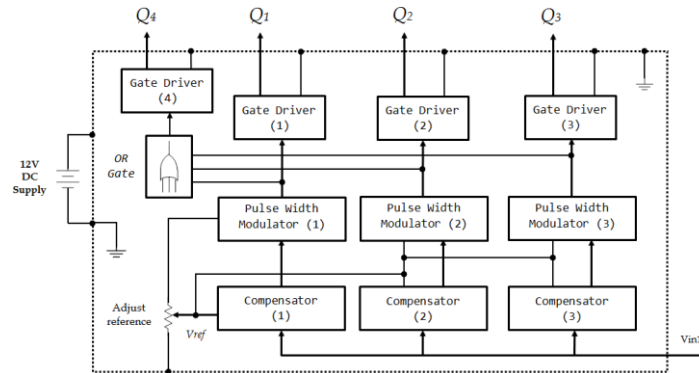 Q4
Q1
Q2
Q3
Gate Driver
(4)
Gate Driver
(1)
Gate Driver
(2)
Gate Driver
(3)
12V
DC
Supply
OR
Gate
Pulse Width
Modulator (1)
Pulse Width
Modulator (2)
Pulse Width
Modulator (3)
Adjust
reference
Vref
Compensator
(1)
Compensator
(2)
Compensator
(3)